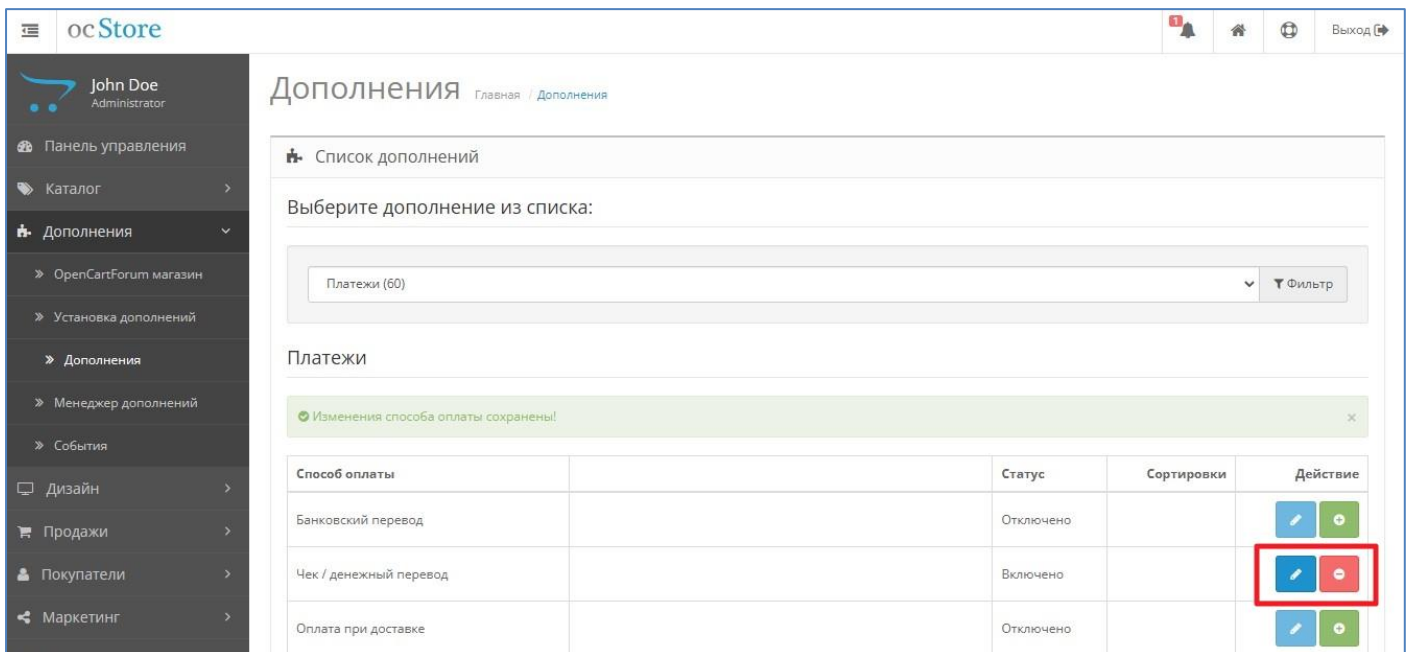 ocStore
1
Выход
John Doe
Administrator
Панель управления
Каталог
Дополнения
OpenCartForum магазин
Установка дополнений
Дополнения
Менеджер дополнений
События
Дизайн
Продажи
Покупатели
Маркетинг
Дополнения Главная / Дополнения
Список дополнений
Выберите дополнение из списка:
Платежи (60) Фильтр
Платежи
Изменения способа оплаты сохранены!
Способ оплаты Статус Сортировки Действие
Банковский перевод Отключено
Чек / денежный перевод Включено
Оплата при доставке Отключено